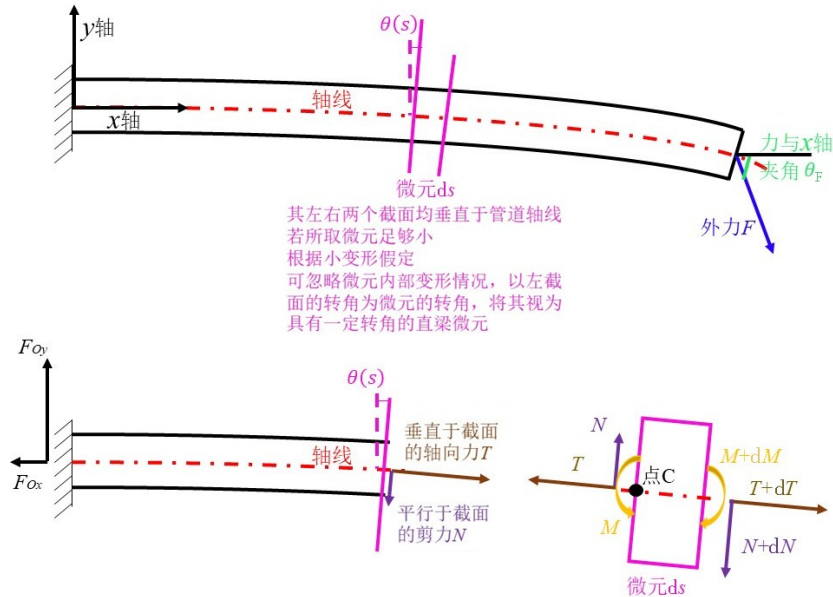 y轴
θ(s)
轴线
x轴
力与x轴
夹角θF
微元ds
外力F
其左右两个截面均垂直于管道轴线
若所取微元足够小
根据小变形假定
可忽略微元内部变形情况，以左截
面的转角为微元的转角，将其视为
具有一定转角的直梁微元
FOy
θ(s)
垂直于截面
的轴向力T
轴线
FOx
平行于截面
的剪力N
N
M+dM
T
点C
T+dT
M
N+dN
微元ds